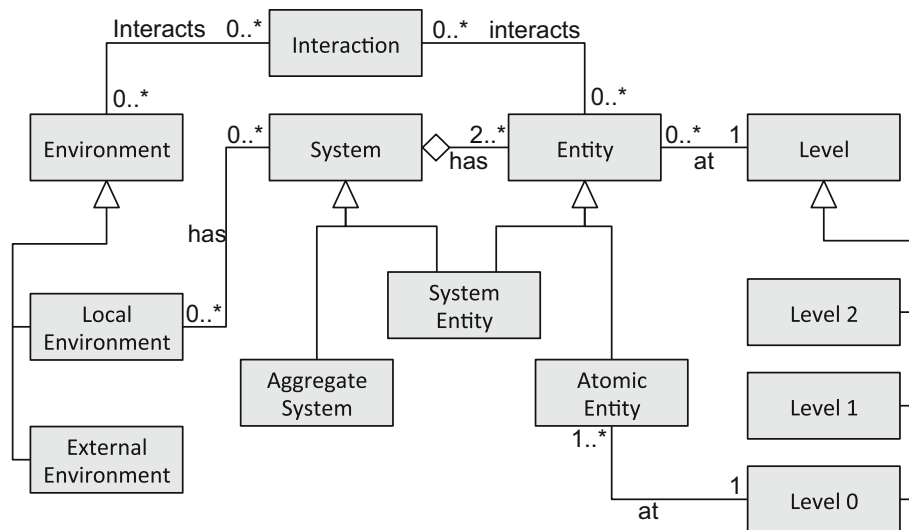 Interacts 0..* Interaction 0..* interacts
0..* 0..*
Environment 0..* System 2..* has Entity 0..* 1 at Level
has
Local
Environment
0..*
System
Entity
Level 2
Aggregate
System
Atomic
Entity
Level 1
External
Environment
1..*
at
1
Level 0